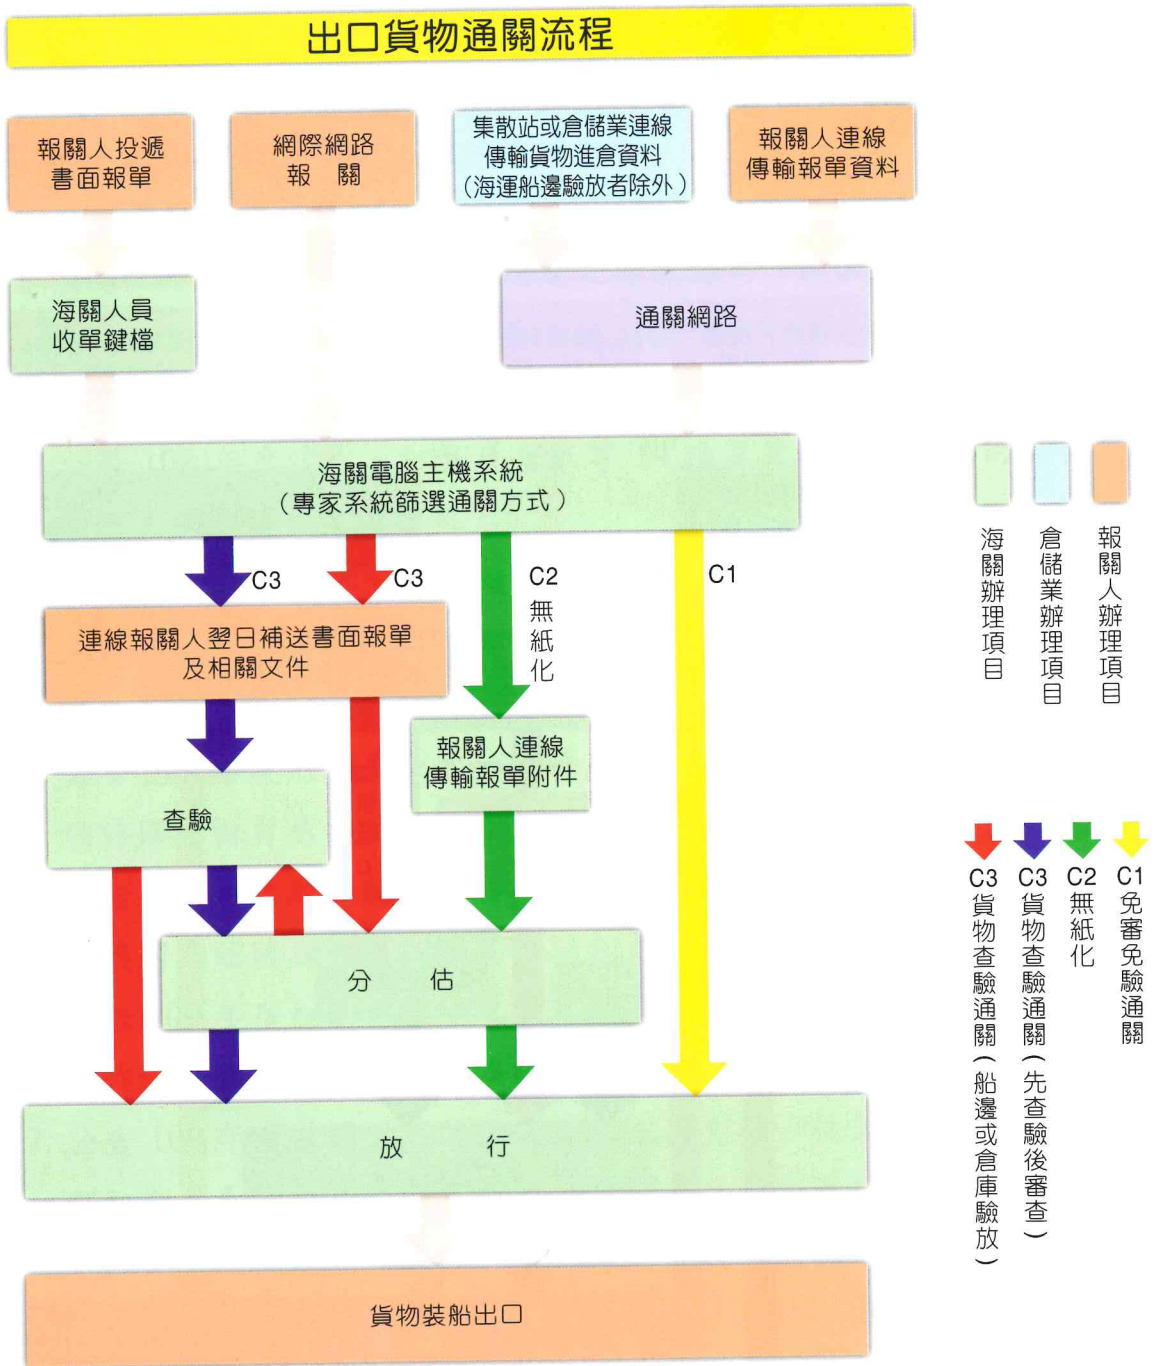 出口貨物通關流程
報關人投遞
書面報單
網際網路
報 關
集散站或倉儲業連線
傳輸貨物進倉資料
(海運船邊驗放者除外)
報關人連線
傳輸報單資料
海關人員
收單鍵檔
通關網路
海關電腦主機系統
(專家系統篩選通關方式)
C3
C3
C2
無紙化
C1
連線報關人翌日補送書面報單
及相關文件
報關人連線
傳輸報單附件
查驗
分 估
放 行
貨物裝船出口
報關人辦理項目
倉儲業辦理項目
海關辦理項目
C1免審免驗通關
C2無紙化
C3貨物查驗通關(先查驗後審查)
C3貨物查驗通關(船邊或倉庫驗放)